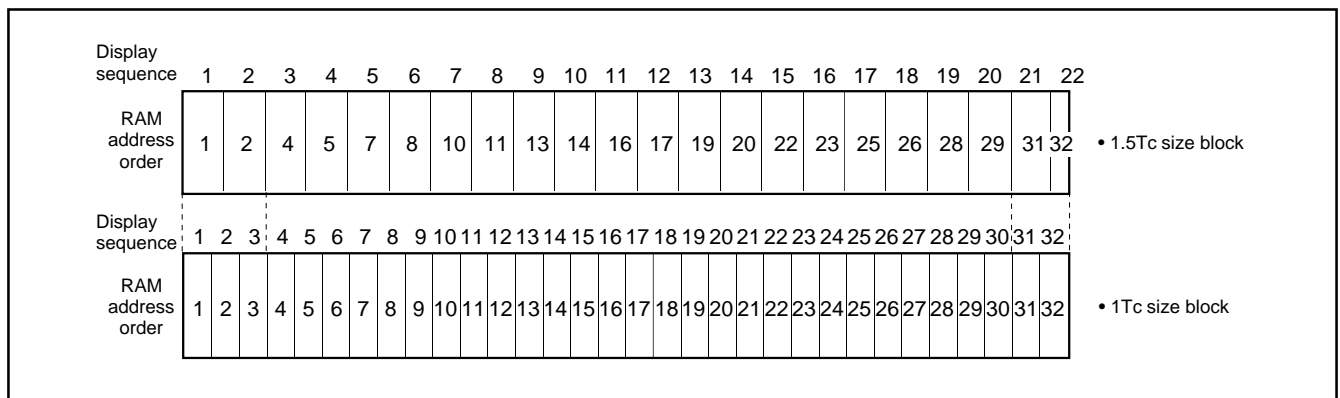 Display
sequence 1 2 3 4 5 6 7 8 9 10 11 12 13 14 15 16 17 18 19 20 21 22
RAM
address
order
1 2 4 5 7 8 10 11 13 14 16 17 19 20 22 23 25 26 28 29 31 32
• 1.5Tc size block
Display
sequence 1 2 3 4 5 6 7 8 9 10 11 12 13 14 15 16 17 18 19 20 21 22 23 24 25 26 27 28 29 30 31 32
RAM
address
order
1 2 3 4 5 6 7 8 9 10 11 12 13 14 15 16 17 18 19 20 21 22 23 24 25 26 27 28 29 30 31 32
• 1Tc size block